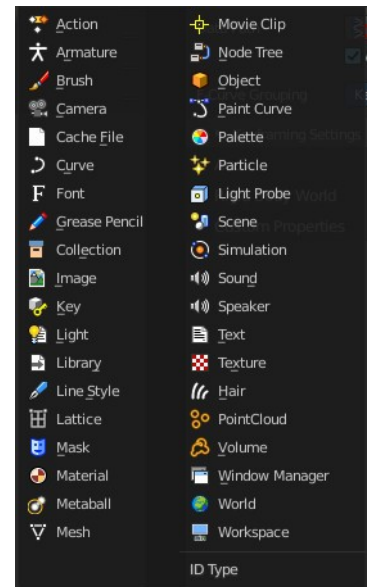 Action
Armature
Brush
Camera
Cache File
Curve
Font
Grease Pencil
Collection
Image
Key
Light
Library
Line Style
Lattice
Mask
Material
Metaball
Mesh
Movie Clip
Node Tree
Object
Paint Curve
Palette
Particle
Light Probe
Scene
Simulation
Sound
Speaker
Text
Texture
Hair
PointCloud
Volume
Window Manager
World
Workspace
ID Type